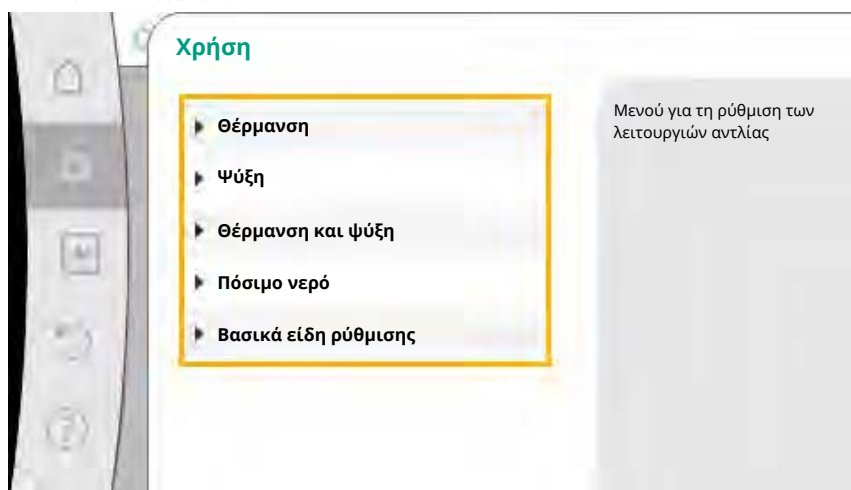 Χρήση
Θέρμανση
Ψύξη
Θέρμανση και ψύξη
Πόσιμο νερό
Βασικά είδη ρύθμισης
Μενού για τη ρύθμιση των
λειτουργιών αντλίας